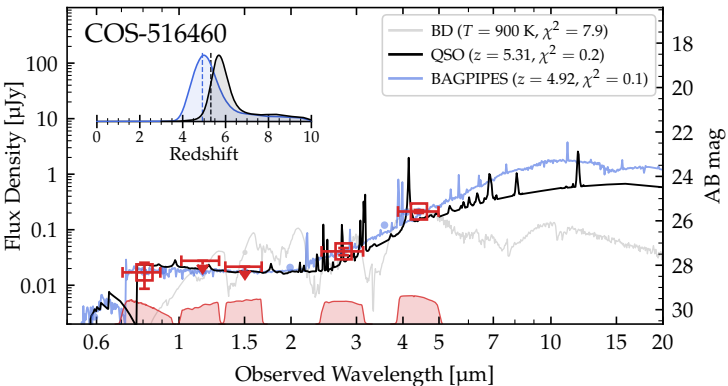 COS-516460
BD (T = 900 K, χ² = 7.9)
QSO (z = 5.31, χ² = 0.2)
BAGPIPES (z = 4.92, χ² = 0.1)
0 2 4 6 8 10
Redshift
100
10
1
0.1
0.01
Flux Density [μJy]
18
20
22
24
26
28
30
AB mag
0.6 1 2 3 4 5 10 15 20
Observed Wavelength [μm]